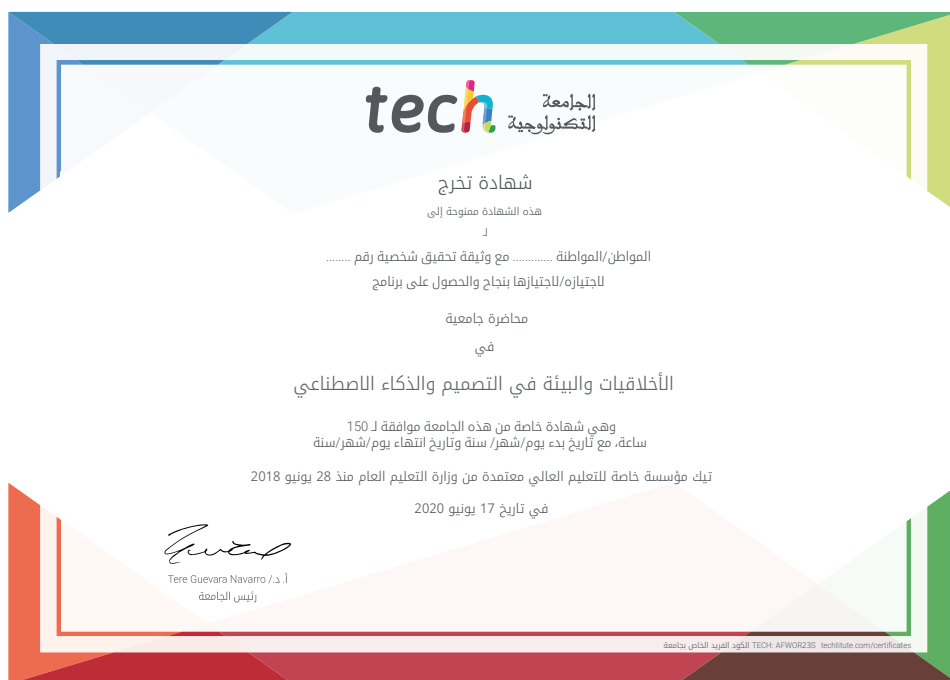 tech الجامعة
التكنولوجية
شهادة تخرج
هذه الشهادة ممنوحة إلى
لـ
المواطن/المواطنة ............. مع وثيقة تحقيق شخصية رقم ........
لاجتيازه/لاجتيازها بنجاح والحصول على برنامج
محاضرة جامعية
في
الأخلاقيات والبيئة في التصميم والذكاء الاصطناعي
وهي شهادة خاصة من هذه الجامعة موافقة لـ 150
ساعة، مع تاريخ بدء يوم/شهر/ سنة وتاريخ انتهاء يوم/شهر/سنة
تيك مؤسسة خاصة للتعليم العالي معتمدة من وزارة التعليم العام منذ 28 يونيو 2018
في تاريخ 17 يونيو 2020
أ.د./ Tere Guevara Navarro
رئيس الجامعة
الكود الفريد الخاص بجامعة TECH: AFWOR23S techtitute.com/certificates